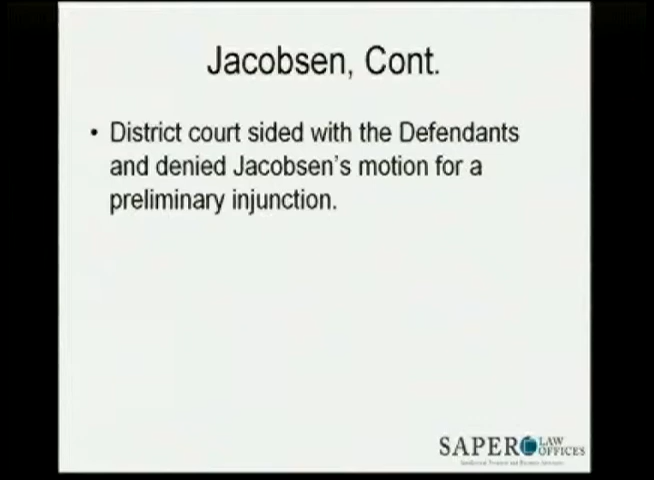 Jacobsen, Cont.
• District court sided with the Defendants
and denied Jacobsen's motion for a
preliminary injunction.
SAPER LAW
OFFICES